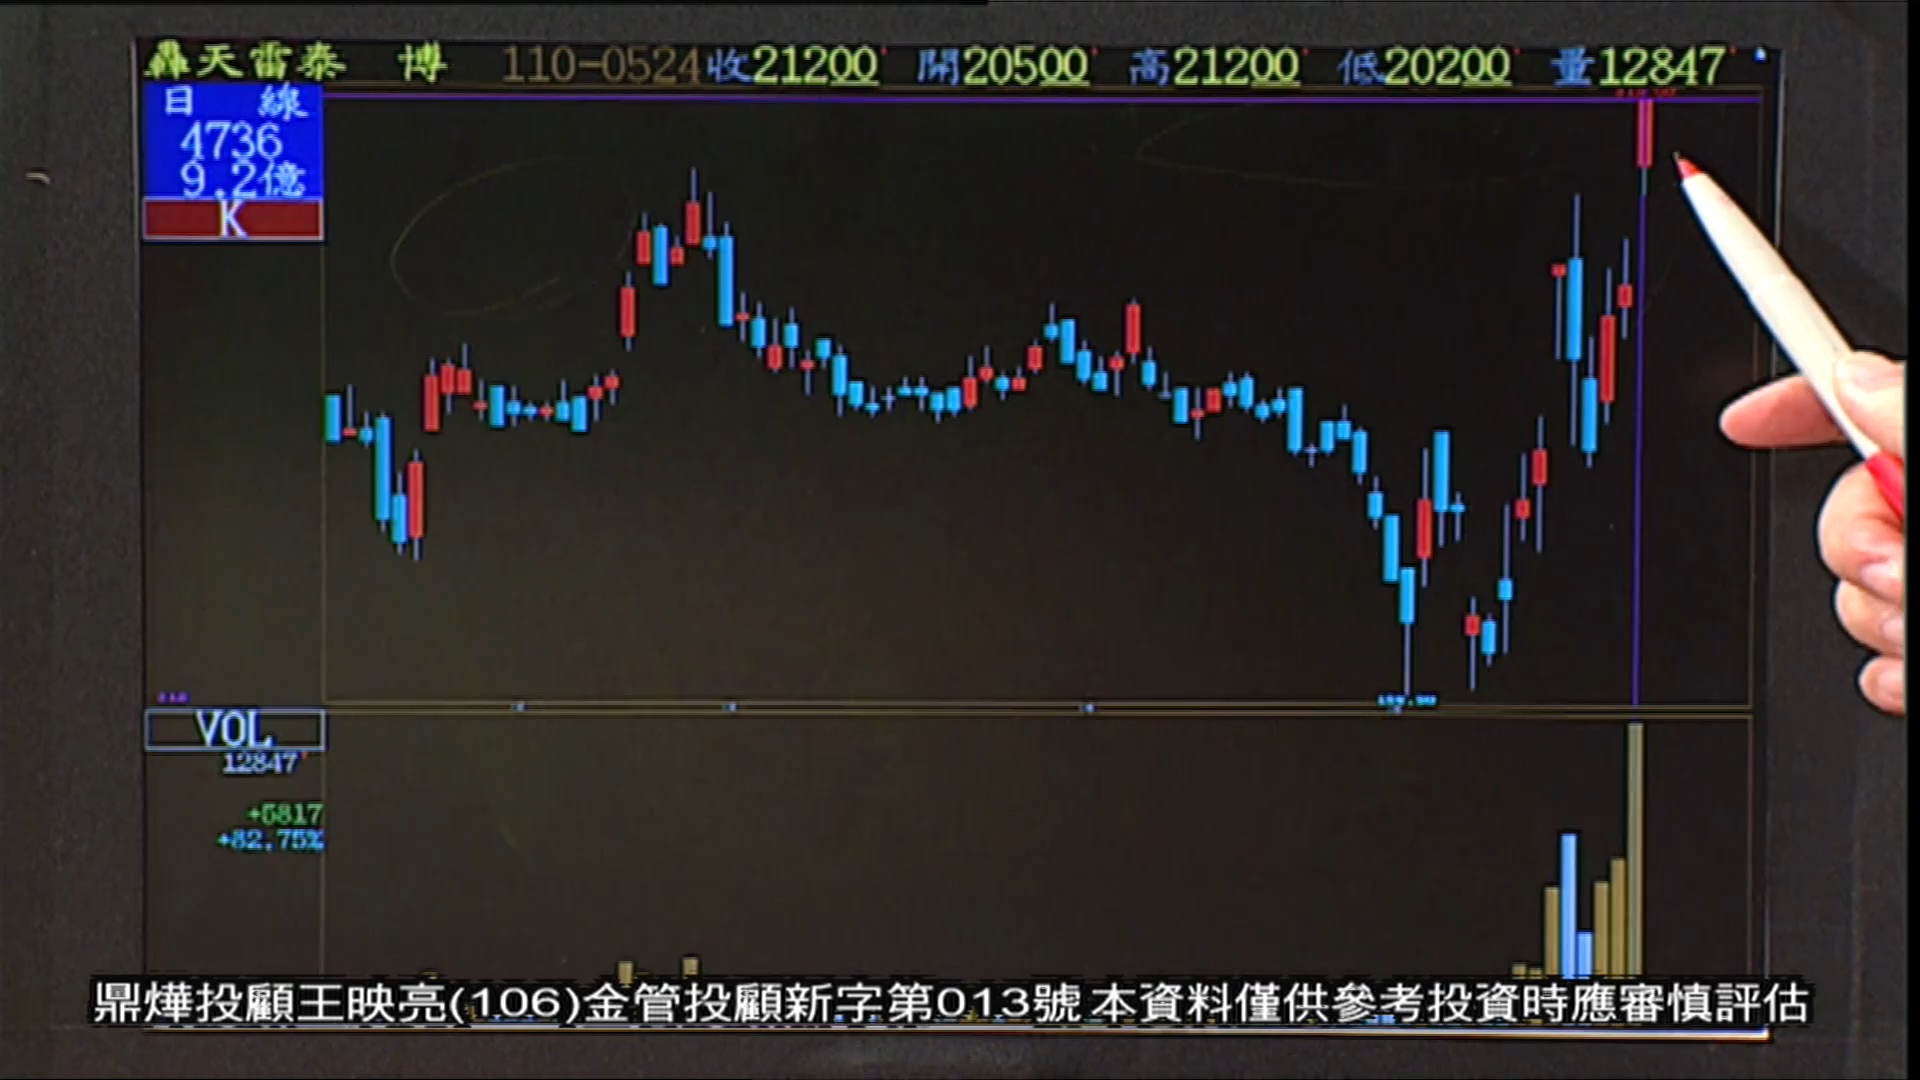 轟天雷泰 博 110-0524 收21200 開20500 高21200 低20200 量12847
日 線
4736
9.2億
K
VOL
12847
+5817
+82.75%
鼎燁投顧王映亮(106)金管投顧新字第013號 本資料僅供參考投資時應審慎評估